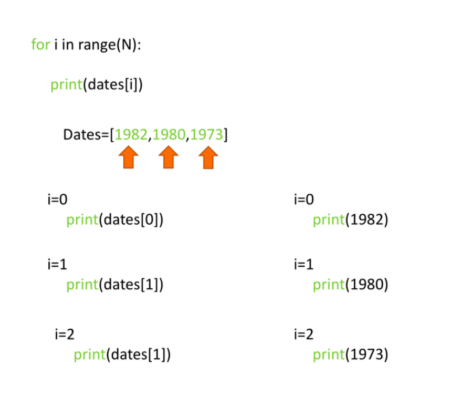 for i in range(N):
print(dates[i])
Dates=[1982,1980,1973]
i=0
print(dates[0])
i=0
print(1982)
i=1
print(dates[1])
i=1
print(1980)
i=2
print(dates[1])
i=2
print(1973)